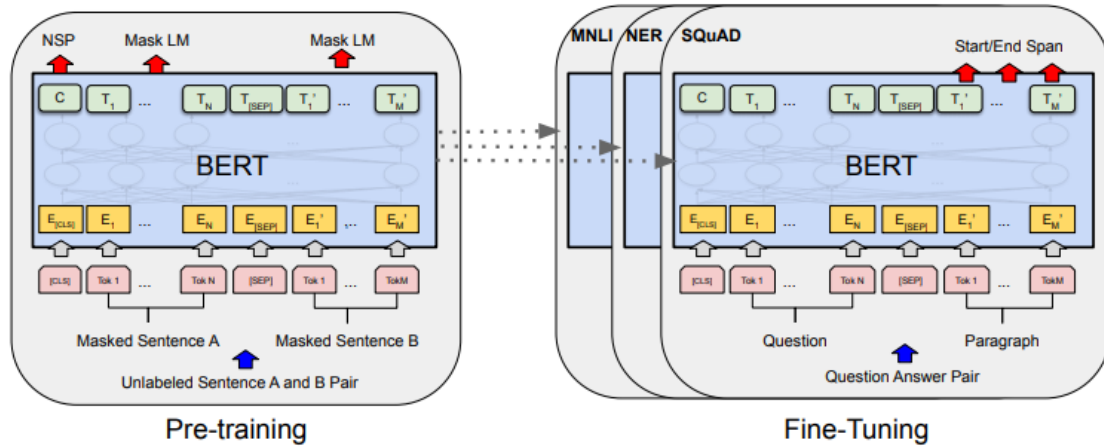 NSP Mask LM Mask LM
C T1 ... TN T[SEP] T1' ... TM'
...
BERT
...
E[CLS] E1 ... EN E[SEP] E1' ,.. EM'
[CLS] Tok 1 ... Tok N [SEP] Tok 1 ... TokM
Masked Sentence A Masked Sentence B
Unlabeled Sentence A and B Pair
Pre-training
MNLI NER SQuAD
Start/End Span
C T1 ... TN T[SEP] T1' ... TM'
...
BERT
...
E[CLS] E1 ... EN E[SEP] E1' ... EM'
[CLS] Tok 1 ... Tok N [SEP] Tok 1 ... TokM
Question Paragraph
Question Answer Pair
Fine-Tuning